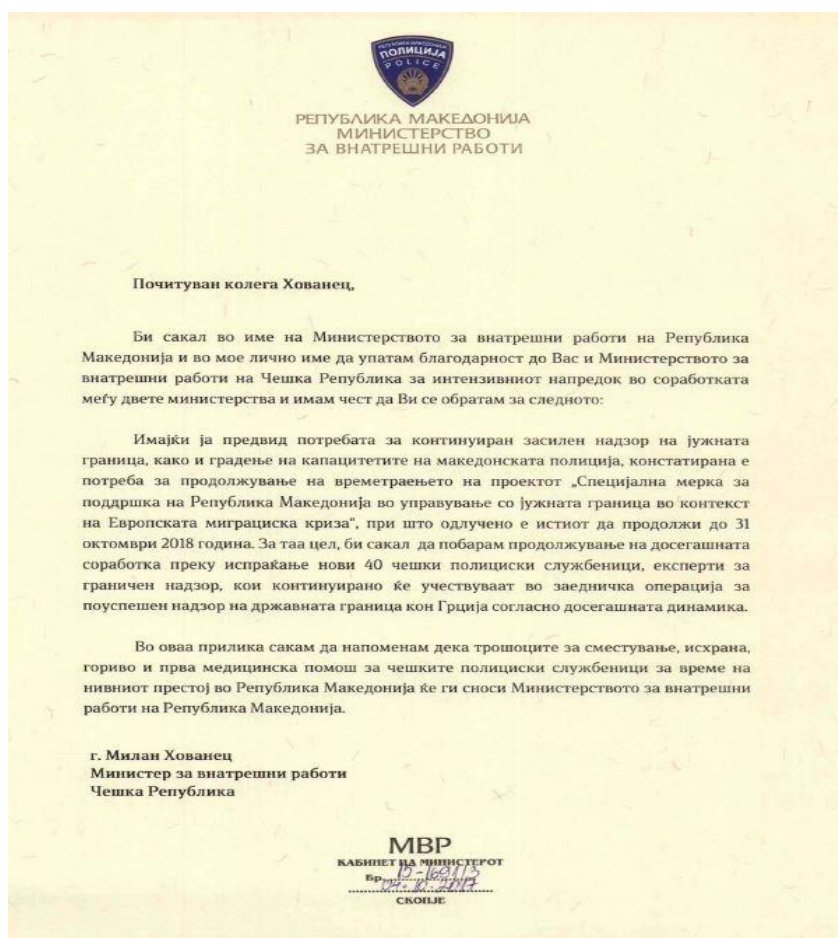 ПОЛИЦИЈА
POLICE
РЕПУБЛИКА МАКЕДОНИЈА
МИНИСТЕРСТВО
ЗА ВНАТРЕШНИ РАБОТИ
Почитуван колега Хованец,
Би сакал во име на Министерството за внатрешни работи на Република
Македонија и во мое лично име да упатам благодарност до Вас и Министерството за
внатрешни работи на Чешка Република за интензивниот напредок во соработката
меѓу двете министерства и имам чест да Ви се обратам за следното:
Имајќи ја предвид потребата за континуиран засилен надзор на јужната
граница, како и градење на капацитетите на македонската полиција, констатирана е
потреба за продолжување на времетраењето на проектот „Специјална мерка за
поддршка на Република Македонија во управување со јужната граница во контекст
на Европската миграциска криза“, при што одлучено е истиот да продолжи до 31
октомври 2018 година. За таа цел, би сакал да побарам продолжување на досегашната
соработка преку испраќање нови 40 чешки полициски службеници, експерти за
граничен надзор, кои континуирано ќе учествуваат во заедничка операција за
поуспешен надзор на државната граница кон Грција согласно досегашната динамика.
Во оваа прилика сакам да напоменам дека трошоците за сместување, исхрана,
гориво и прва медицинска помош за чешките полициски службеници за време на
нивниот престој во Република Македонија ќе ги сноси Министерството за внатрешни
работи на Република Македонија.
г. Милан Хованец
Министер за внатрешни работи
Чешка Република
МВР
КАБИНЕТ НА МИНИСТЕРОТ
Бр. 15-1691/3
04.10.2017
СКОПЈЕ